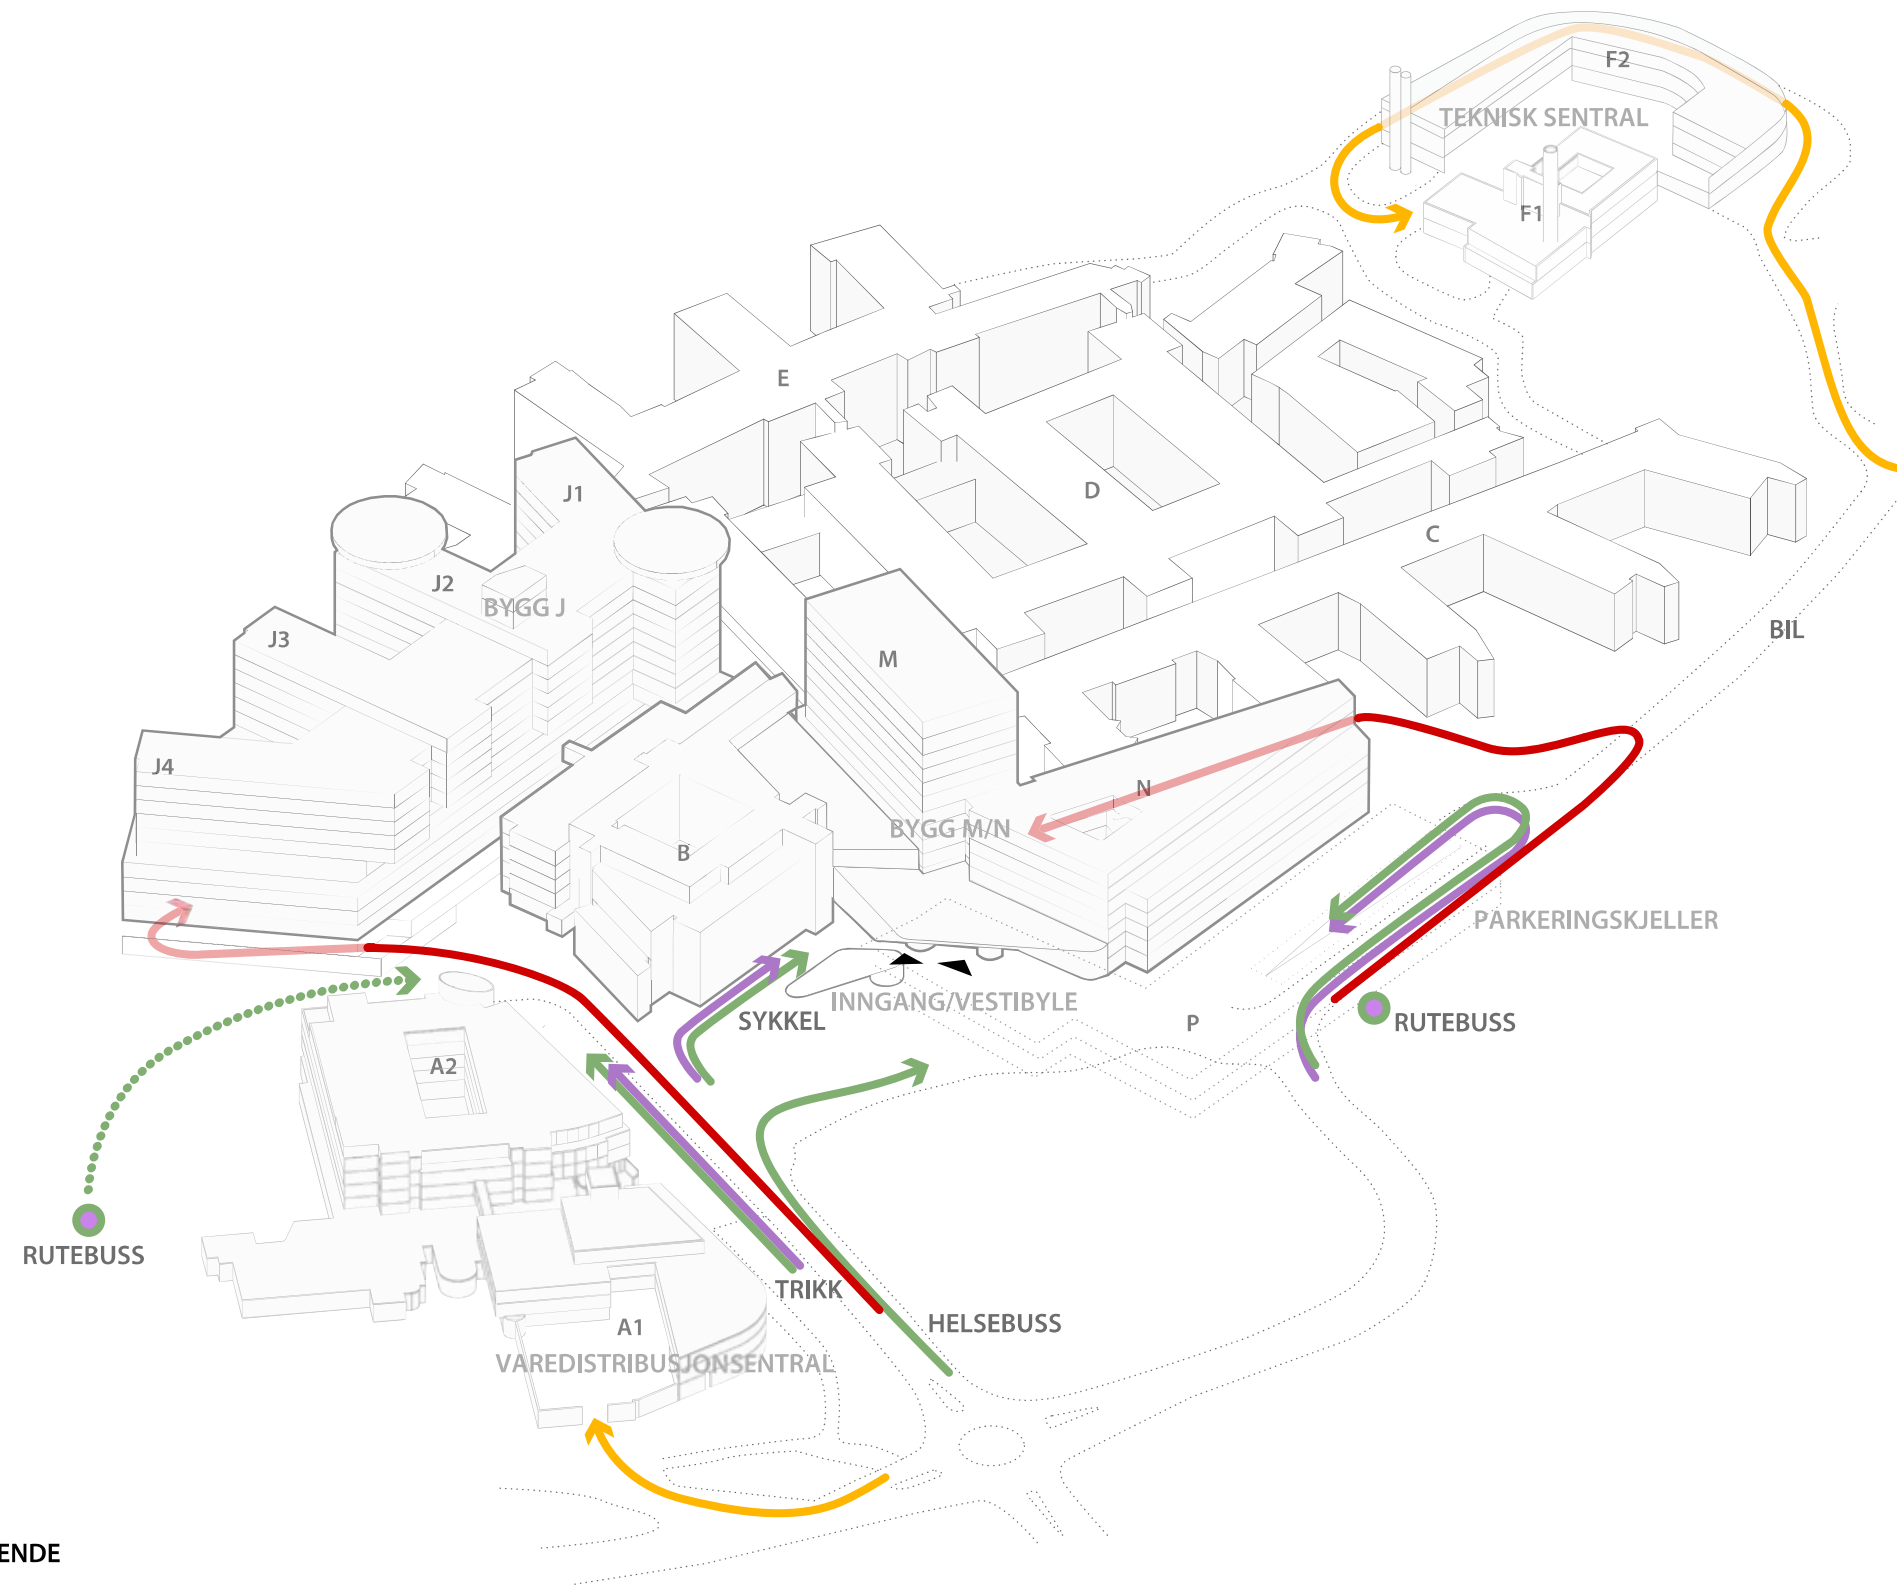 F2
TEKNISK SENTRAL
F1
E
J1
D
C
J2
BYGG J
J3
BIL
M
J4
N
BYGG M/N
B
PARKERINGSKJELLER
INNGANG/VESTIBYLE
SYKKEL
P
RUTEBUSS
A2
RUTEBUSS
TRIKK
HELSEBUSS
A1
VAREDISTRIBUSJONSENTRAL
ENDE